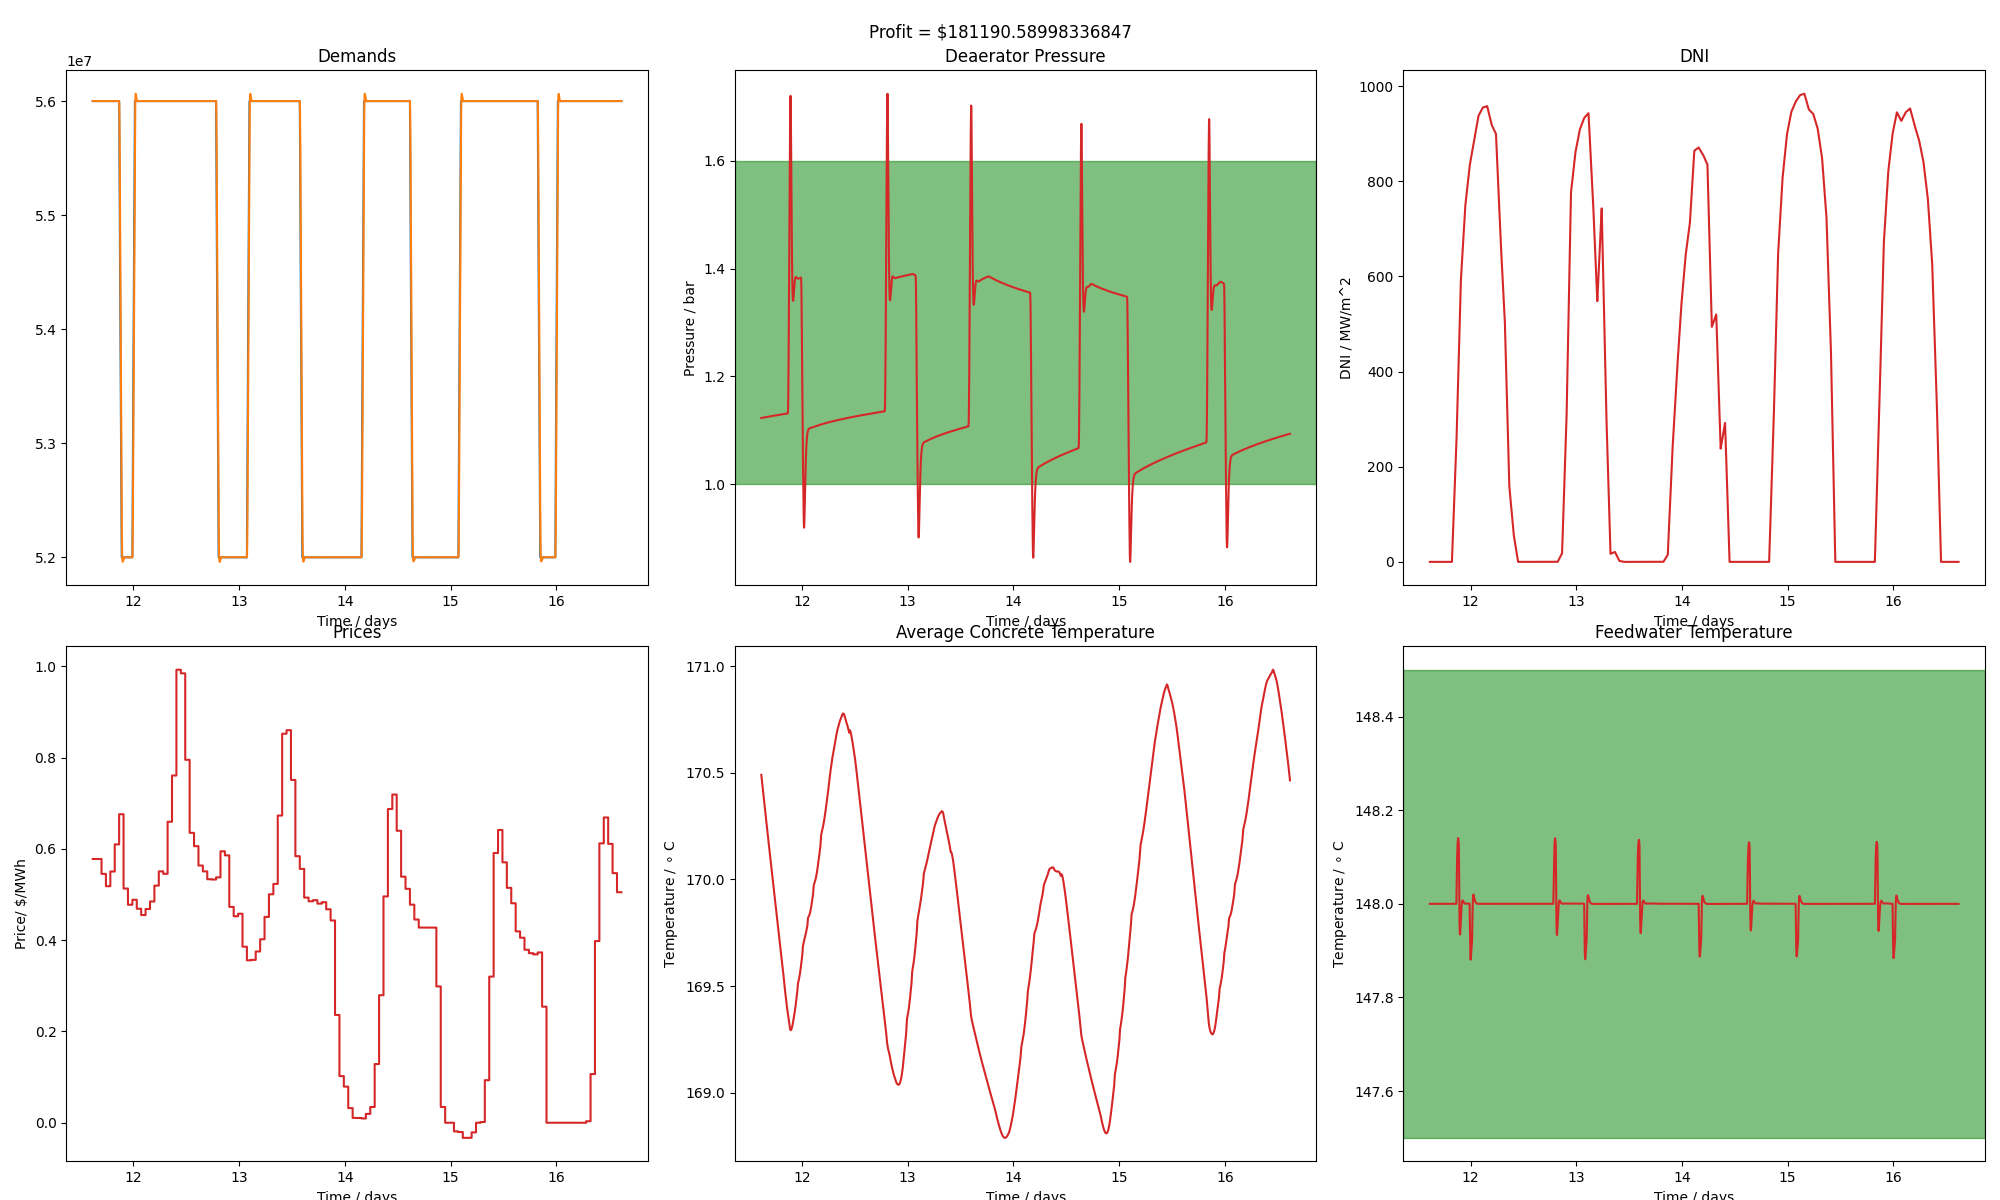 Profit = $181190.58998336847
Demands
1e7
5.6
5.5
5.4
5.3
5.2
12 13 14 15 16
Time / days
Deaerator Pressure
Pressure / bar
1.6
1.4
1.2
1.0
12 13 14 15 16
Time / days
DNI
DNI / MW/m^2
1000
800
600
400
200
0
12 13 14 15 16
Time / days
Prices
Price/ $/MWh
1.0
0.8
0.6
0.4
0.2
0.0
12 13 14 15 16
Time / days
Average Concrete Temperature
Temperature / ∘ C
171.0
170.5
170.0
169.5
169.0
12 13 14 15 16
Time / days
Feedwater Temperature
Temperature / ∘ C
148.4
148.2
148.0
147.8
147.6
12 13 14 15 16
Time / days